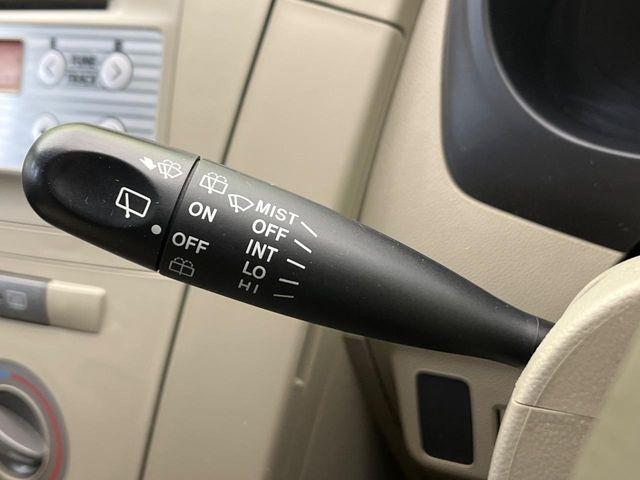 TUNE
TRACK
ON
OFF
MIST
OFF
INT
LO
HI